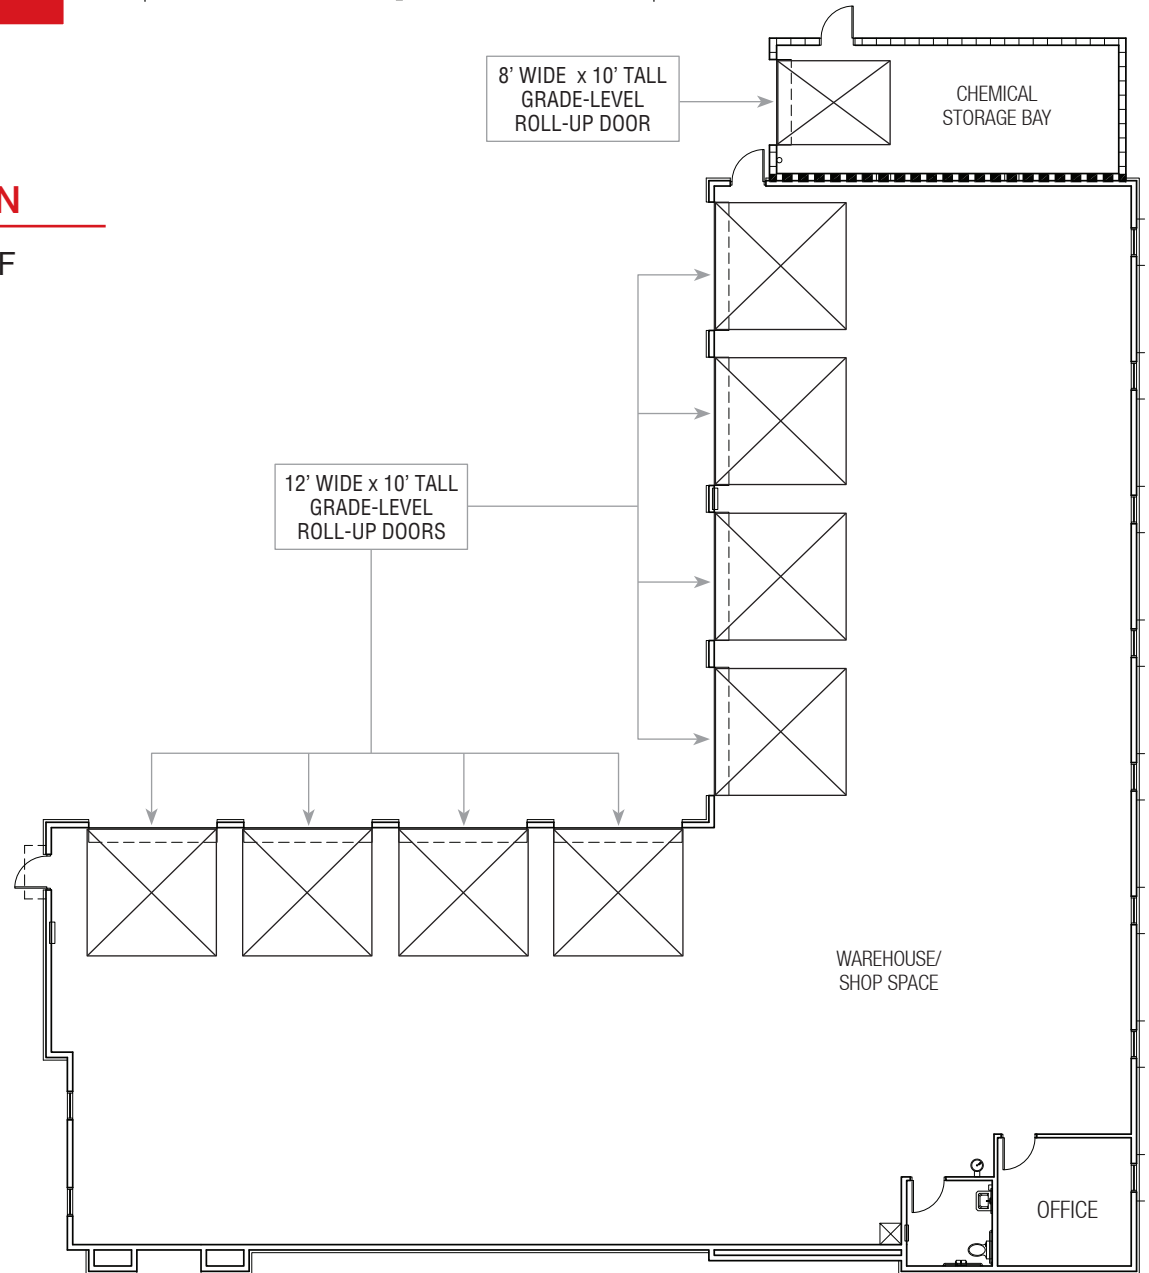 8’ WIDE x 10’ TALL
GRADE-LEVEL
ROLL-UP DOOR
CHEMICAL
STORAGE BAY
N
F
12’ WIDE x 10’ TALL
GRADE-LEVEL
ROLL-UP DOORS
WAREHOUSE/
SHOP SPACE
OFFICE